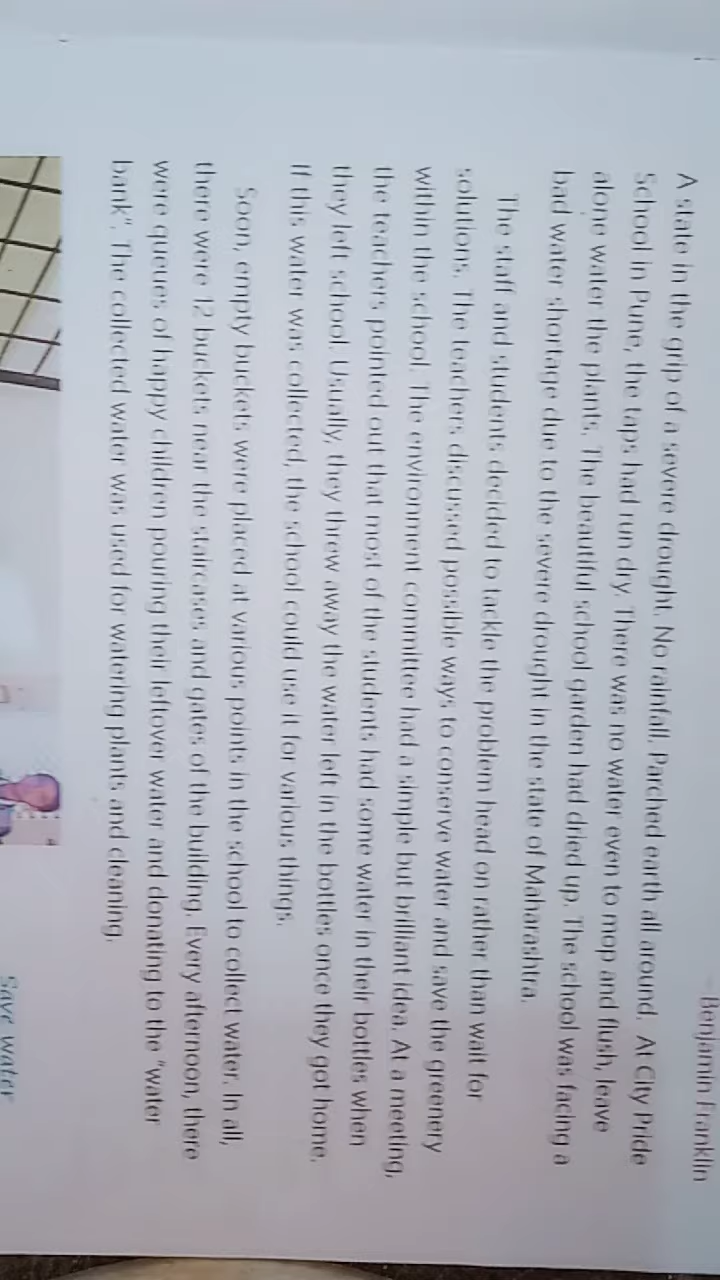 – Benjamin Franklin
A state in the grip of a severe drought. No rainfall. Parched earth all around. At City Pride
School in Pune, the taps had run dry. There was no water even to mop and flush, leave
alone water the plants. The beautiful school garden had dried up. The school was facing a
bad water shortage due to the severe drought in the state of Maharashtra.
The staff and students decided to tackle the problem head on rather than wait for
solutions. The teachers discussed possible ways to conserve water and save the greenery
within the school. The environment committee had a simple but brilliant idea. At a meeting,
the teachers pointed out that most of the students had some water in their bottles when
they left school. Usually, they threw away the water left in the bottles once they got home.
If this water was collected, the school could use it for various things.
Soon, empty buckets were placed at various points in the school to collect water. In all,
there were 12 buckets near the staircases and gates of the building. Every afternoon, there
were queues of happy children pouring their leftover water and donating to the "water
bank". The collected water was used for watering plants and cleaning.
Save water